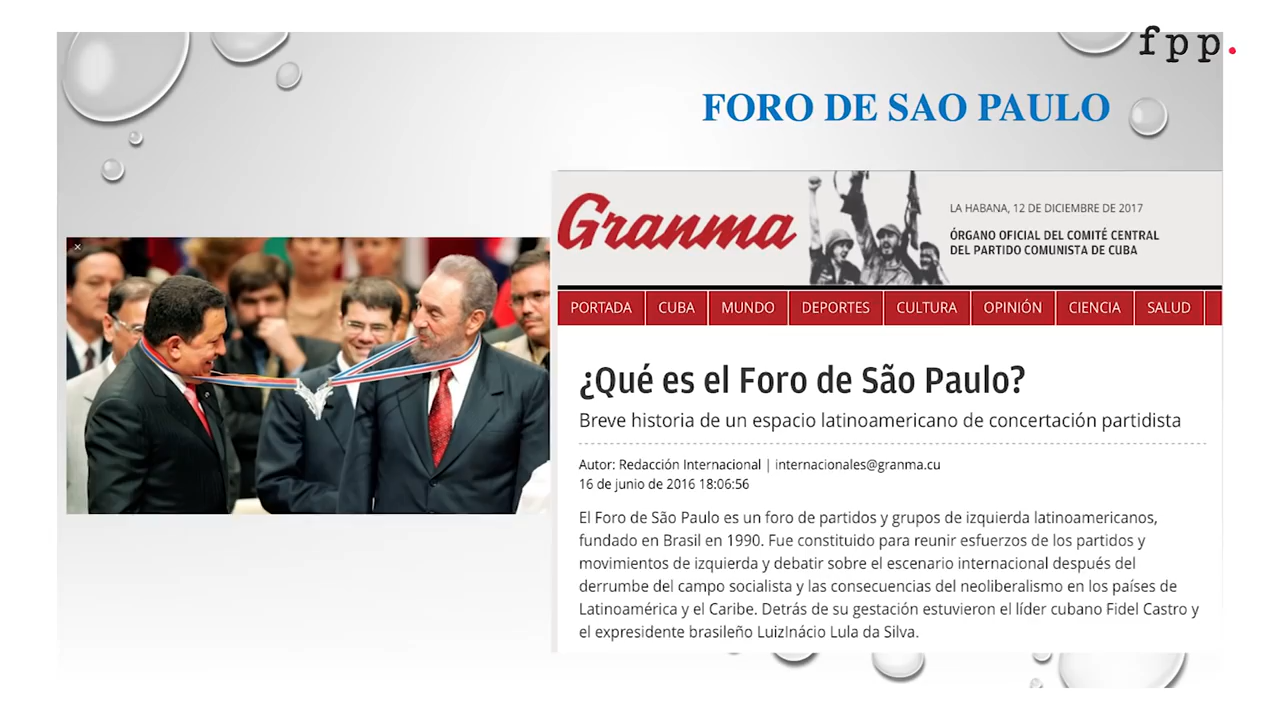 fpp.
FORO DE SAO PAULO
Granma
LA HABANA, 12 DE DICIEMBRE DE 2017
ÓRGANO OFICIAL DEL COMITÉ CENTRAL
DEL PARTIDO COMUNISTA DE CUBA
PORTADA CUBA MUNDO DEPORTES CULTURA OPINIÓN CIENCIA SALUD
¿Qué es el Foro de São Paulo?
Breve historia de un espacio latinoamericano de concertación partidista
Autor: Redacción Internacional | internacionales@granma.cu
16 de junio de 2016 18:06:56
El Foro de São Paulo es un foro de partidos y grupos de izquierda latinoamericanos,
fundado en Brasil en 1990. Fue constituido para reunir esfuerzos de los partidos y
movimientos de izquierda y debatir sobre el escenario internacional después del
derrumbe del campo socialista y las consecuencias del neoliberalismo en los países de
Latinoamérica y el Caribe. Detrás de su gestación estuvieron el líder cubano Fidel Castro y
el expresidente brasileño LuizInácio Lula da Silva.